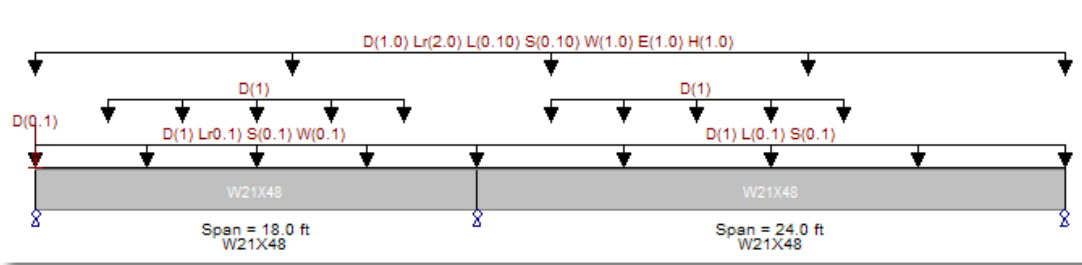 D(1.0) Lr(2.0) L(0.10) S(0.10) W(1.0) E(1.0) H(1.0)
D(1) D(1)
D(0.1)
D(1) Lr0.1) S(0.1) W(0.1) D(1) L(0.1) S(0.1)
W21X48 W21X48
Span = 18.0 ft Span = 24.0 ft
W21X48 W21X48